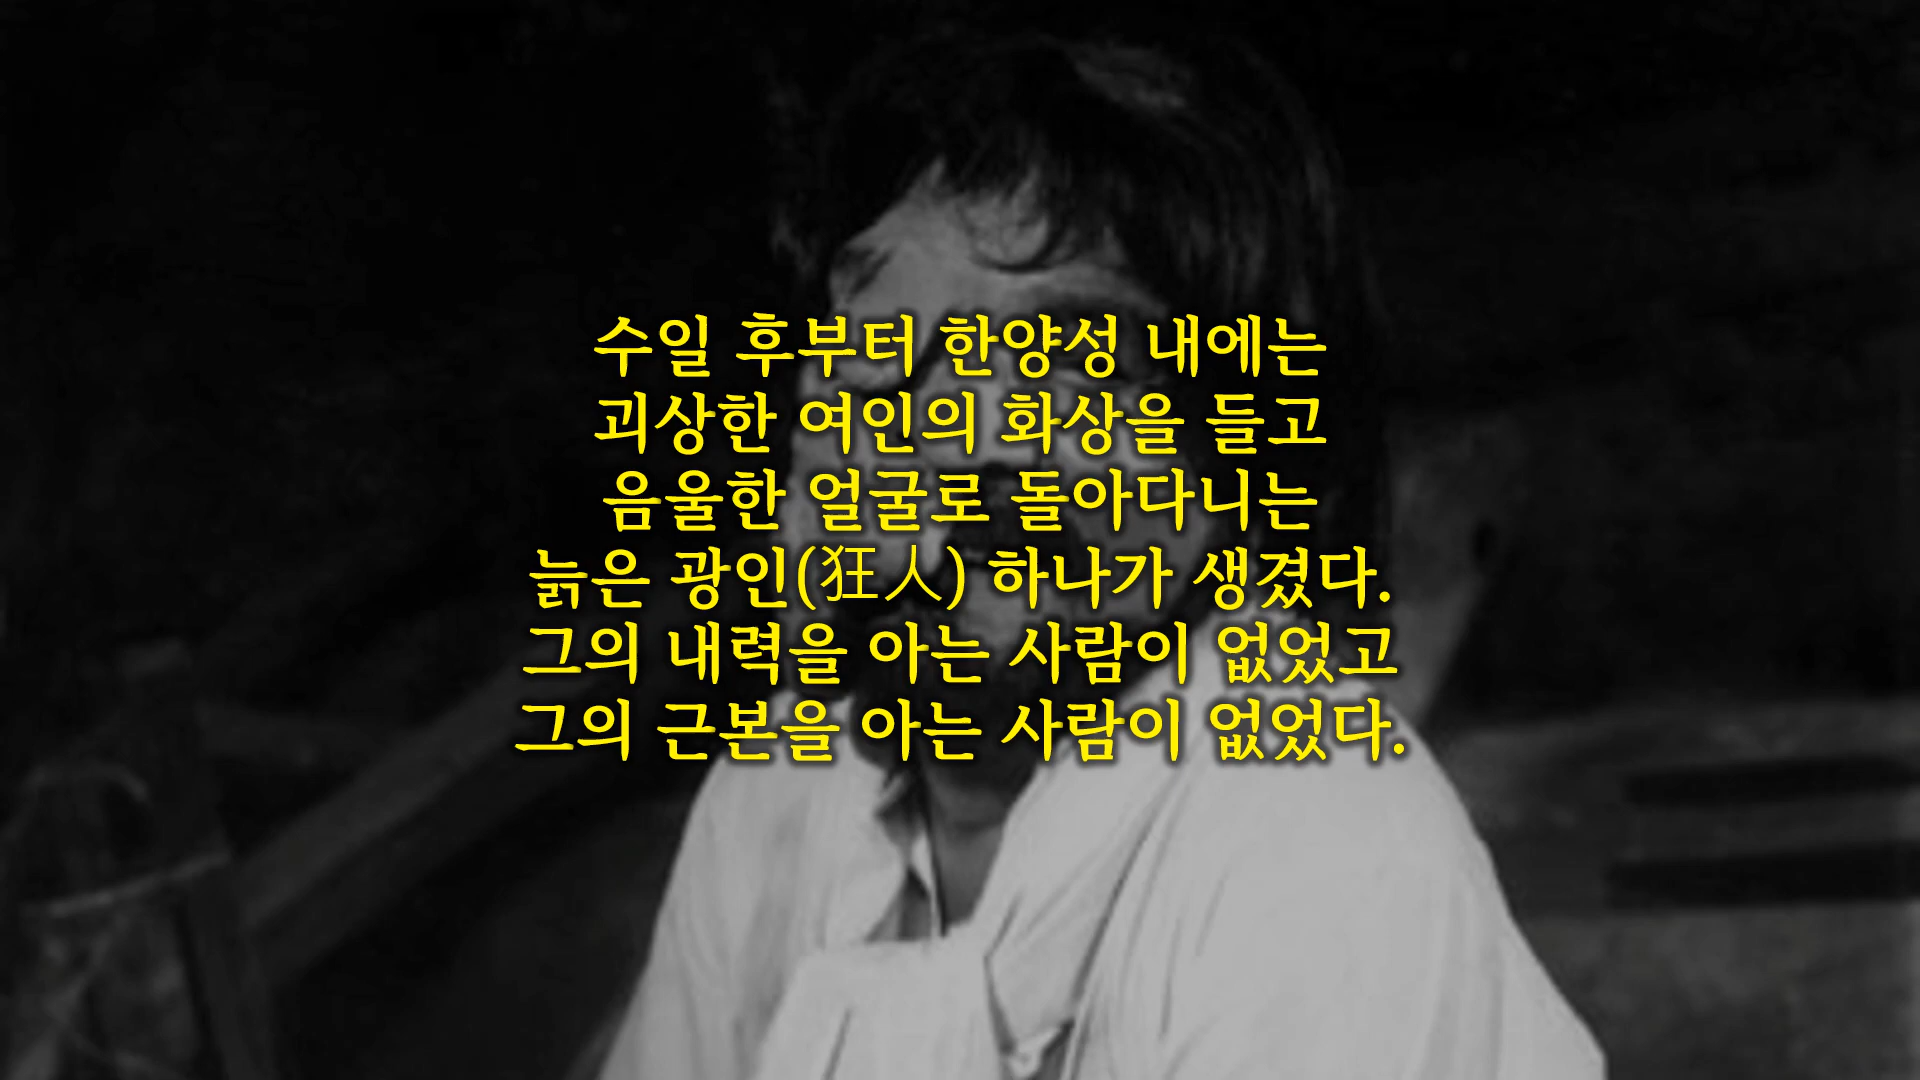 수일 후부터 한양성 내에는
괴상한 여인의 화상을 들고
음울한 얼굴로 돌아다니는
늙은 광인(狂人) 하나가 생겼다.
그의 내력을 아는 사람이 없었고
그의 근본을 아는 사람이 없었다.